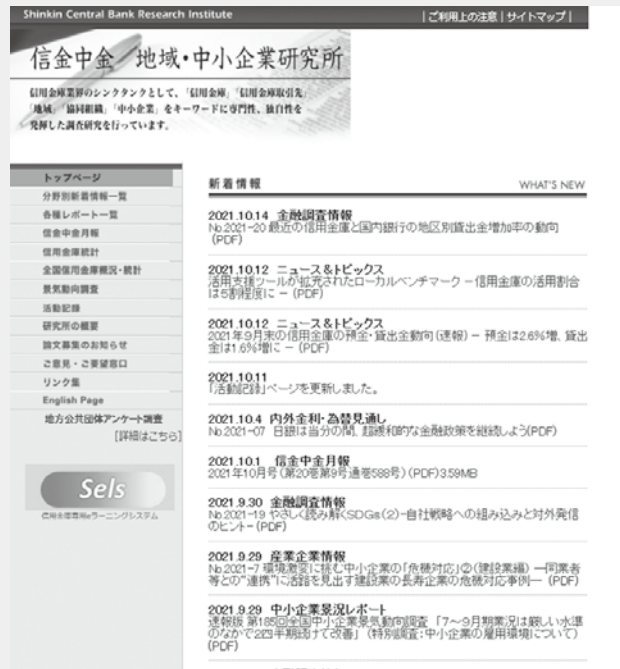 Shinkin Central Bank Research Institute
|ご利用上の注意|サイトマップ|
信金中金 地域・中小企業研究所
信用金庫業界のシンクタンクとして、「信用金庫」「信用金庫取引先」
「地域」「協同組織」「中小企業」をキーワードに専門性、独自性を
発揮した調査研究を行っています。
トップページ
分野別新着情報一覧
各種レポート一覧
信金中金月報
信用金庫統計
全国信用金庫概況・統計
景気動向調査
活動記録
研究所の概要
論文募集のお知らせ
ご意見・ご要望窓口
リンク集
English Page
地方公共団体アンケート調査
[詳細はこちら]
Sels
信用金庫専用eラーニングシステム
新着情報
WHAT'S NEW
2021.10.14 金融調査情報
No.2021-20 最近の信用金庫と国内銀行の地区別貸出金増加率の動向
(PDF)
2021.10.12 ニュース&トピックス
活用支援ツールが拡充されたローカルベンチマーク - 信用金庫の活用割合
は5割程度に - (PDF)
2021.10.12 ニュース&トピックス
2021年9月末の信用金庫の預金・貸出金動向(速報) - 預金は2.6%増、貸出
金は1.6%増に - (PDF)
2021.10.11
「活動記録」ページを更新しました。
2021.10.4 内外金利・為替見通し
No.2021-07 日銀は当分の間、超緩和的な金融政策を継続しよう(PDF)
2021.10.1 信金中金月報
2021年10月号(第20巻第9号通巻588号)(PDF)3.59MB
2021.9.30 金融調査情報
No.2021-19 やさしく読み解くSDGs(2)-自社戦略への組み込みと対外発信
のヒント-(PDF)
2021.9.29 産業企業情報
No.2021-7 環境激変に挑む中小企業の「危機対応」②(建設業編) ―同業者
等との"連携"に活路を見出す建設業の長寿企業の危機対応事例― (PDF)
2021.9.29 中小企業景況レポート
速報版 第185回全国中小企業景気動向調査 「7~9月期業況は厳しい水準
のなかで2四半期続けて改善」(特別調査:中小企業の雇用環境について)
(PDF)